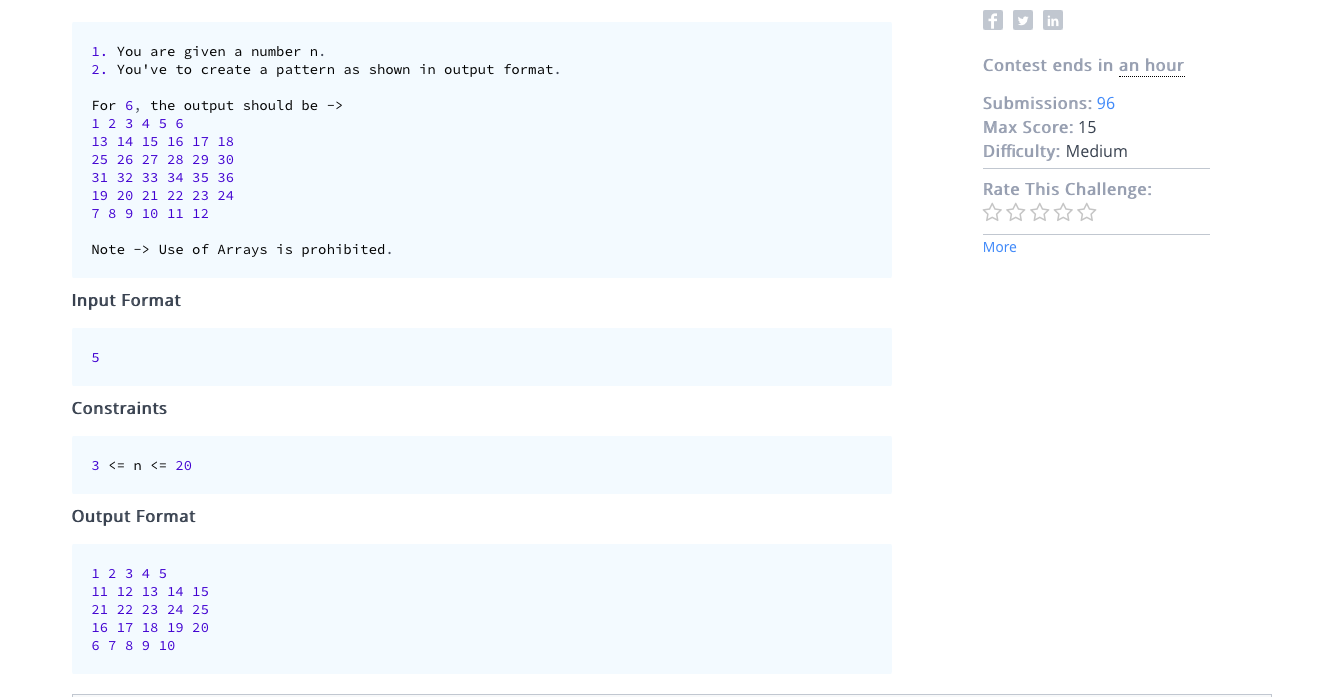 1. You are given a number n.
2. You've to create a pattern as shown in output format.
For 6, the output should be ->
1 2 3 4 5 6
13 14 15 16 17 18
25 26 27 28 29 30
31 32 33 34 35 36
19 20 21 22 23 24
7 8 9 10 11 12
Note -> Use of Arrays is prohibited.
Input Format
5
Constraints
3 <= n <= 20
Output Format
1 2 3 4 5
11 12 13 14 15
21 22 23 24 25
16 17 18 19 20
6 7 8 9 10
f in
Contest ends in an hour
Submissions: 96
Max Score: 15
Difficulty: Medium
Rate This Challenge:
More